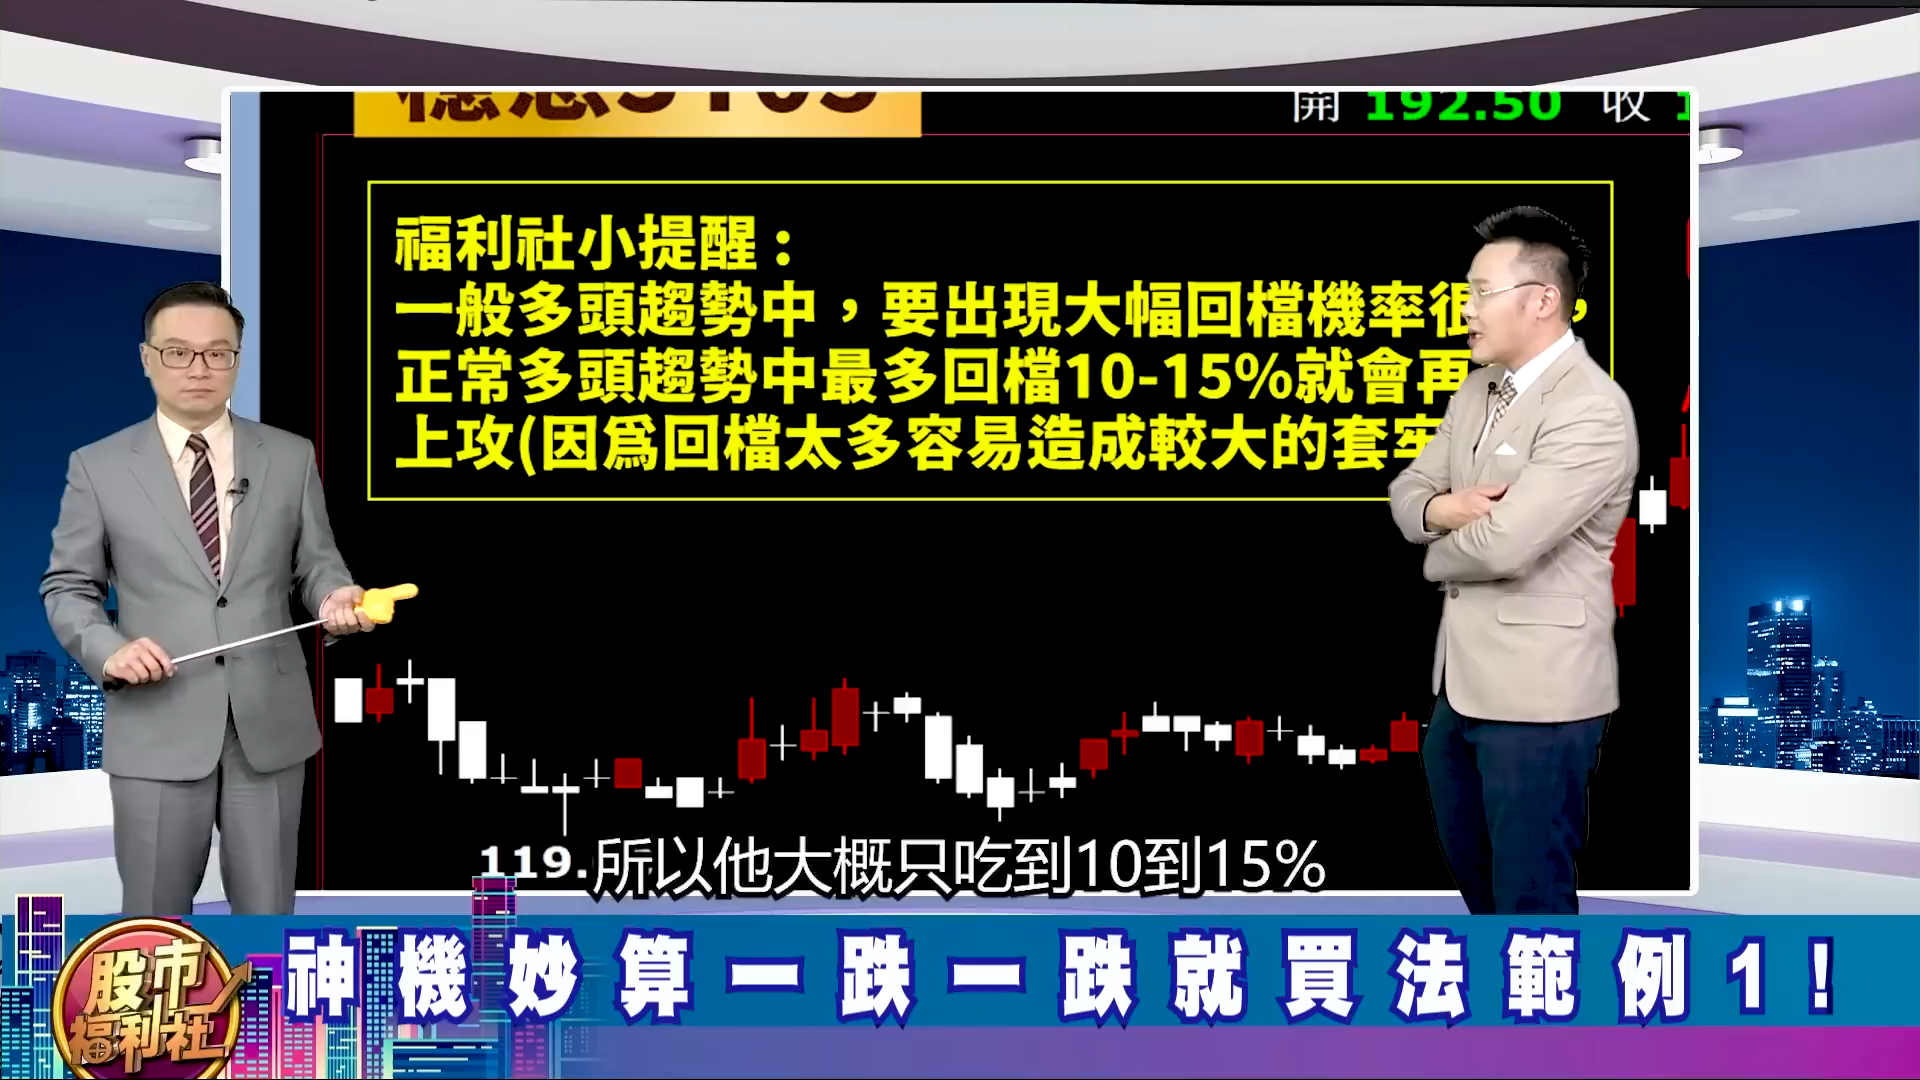 開 192.50 收
福利社小提醒：
一般多頭趨勢中，要出現大幅回檔機率很，
正常多頭趨勢中最多回檔10-15%就會再
上攻(因為回檔太多容易造成較大的套牢
119.
所以他大概只吃到10到15%
神機妙算一跌一跌就買法範例1!
股市
福利社